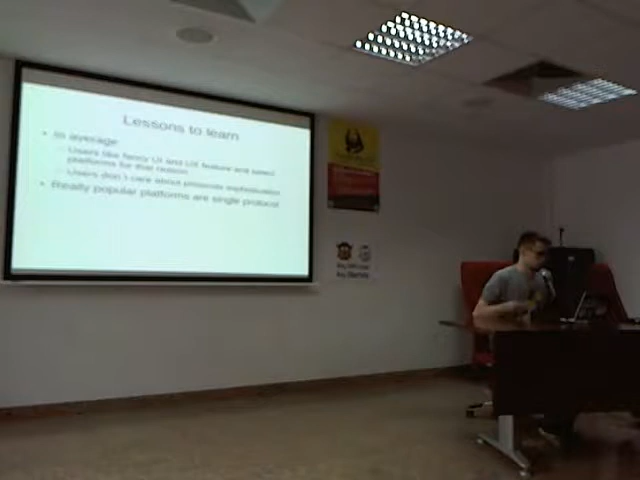 Lessons to learn
In average
Users like fancy UI and UX feature and select
platforms for that reason
Users don't care about protocols sophistication
Really popular platforms are single protocol